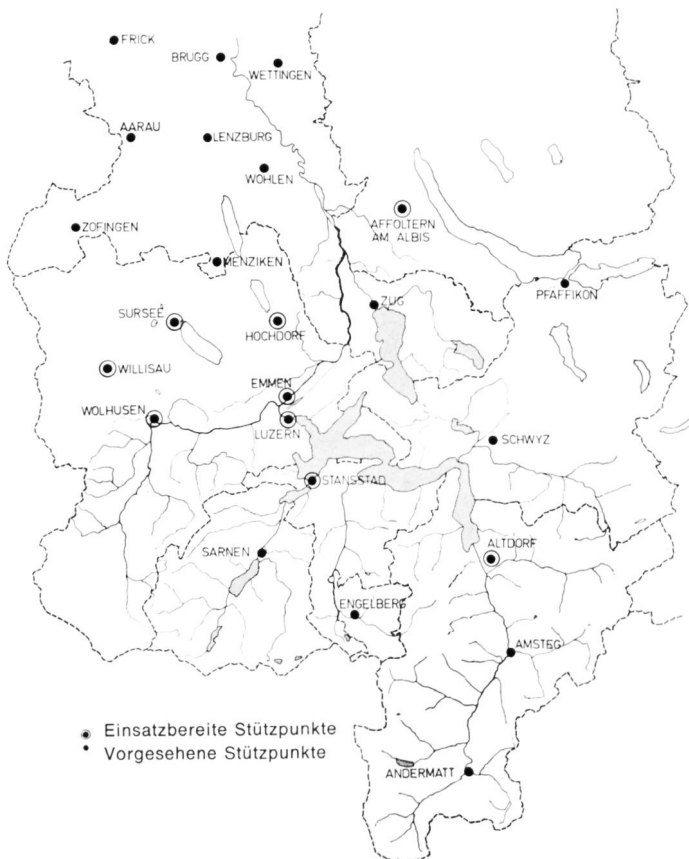 FRICK
BRUGG
WETTINGEN
AARAU
LENZBURG
WOHLEN
ZOFINGEN
AFFOLTERN
AM ALBIS
MENZIKEN
PFAFFIKON
ZUG
SURSEE
HOCHDORF
WILLISAU
EMMEN
WOLHUSEN
LUZERN
SCHWYZ
STANSSTAD
SARNEN
ALTDORF
ENGELBERG
AMSTEG
Einsatzbereite Stützpunkte
Vorgesehene Stützpunkte
ANDERMATT